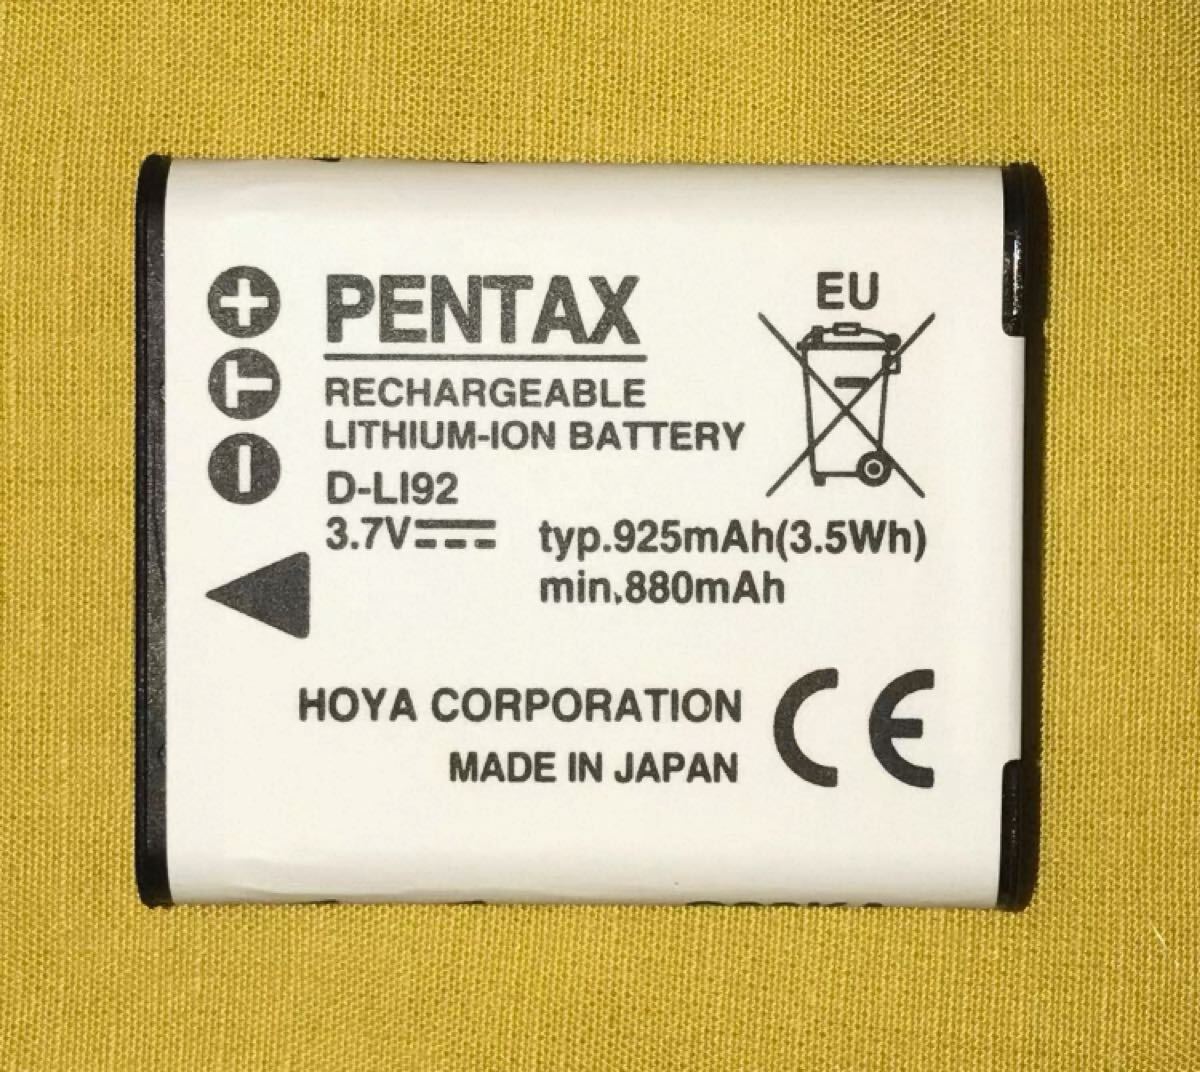 PENTAX
RECHARGEABLE
LITHIUM-ION BATTERY
D-LI92
3.7V
typ.925mAh(3.5Wh)
min.880mAh
+
T
−
EU
HOYA CORPORATION
MADE IN JAPAN
CE